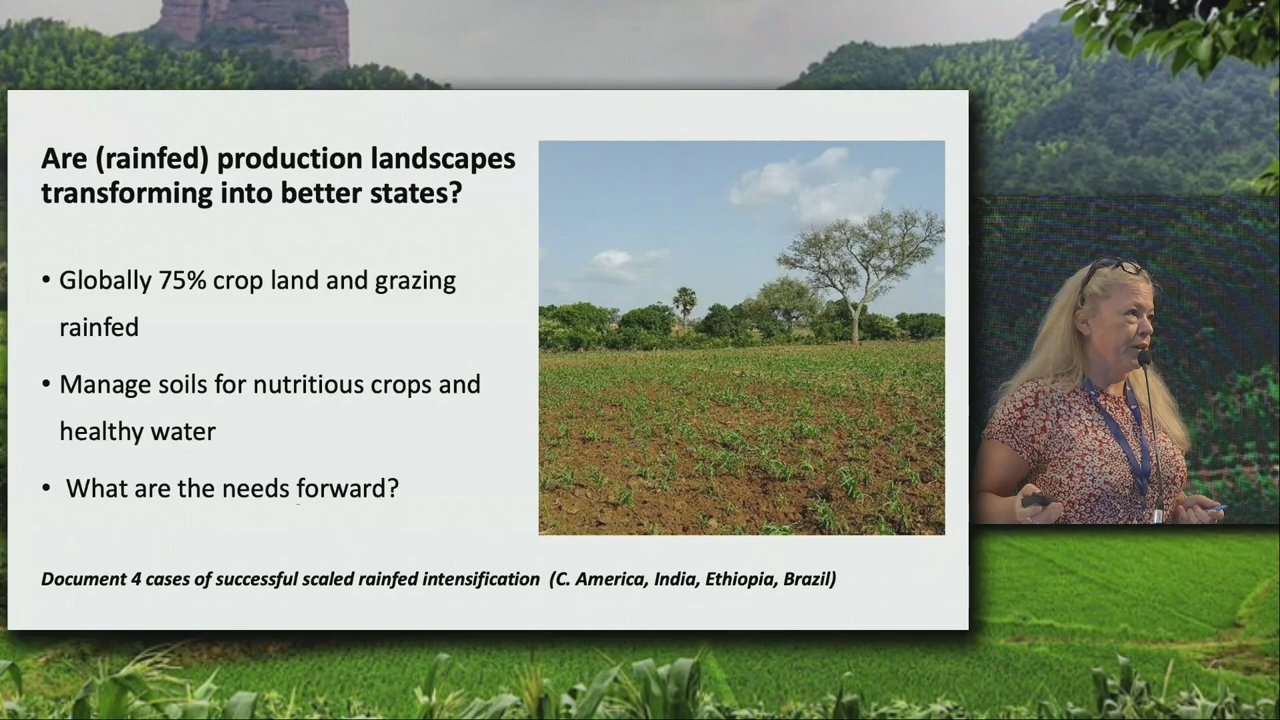 Are (rainfed) production landscapes
transforming into better states?
• Globally 75% crop land and grazing
rainfed
• Manage soils for nutritious crops and
healthy water
• What are the needs forward?
Document 4 cases of successful scaled rainfed intensification (C. America, India, Ethiopia, Brazil)